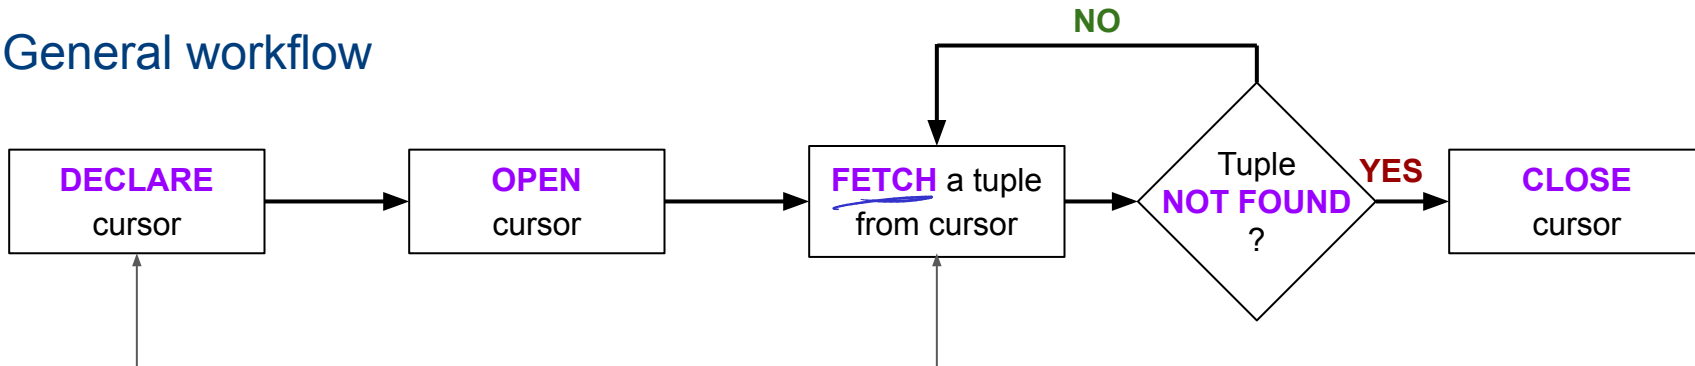 General workflow
DECLARE
cursor
OPEN
cursor
FETCH a tuple
from cursor
NO
Tuple
NOT FOUND
?
YES
CLOSE
cursor